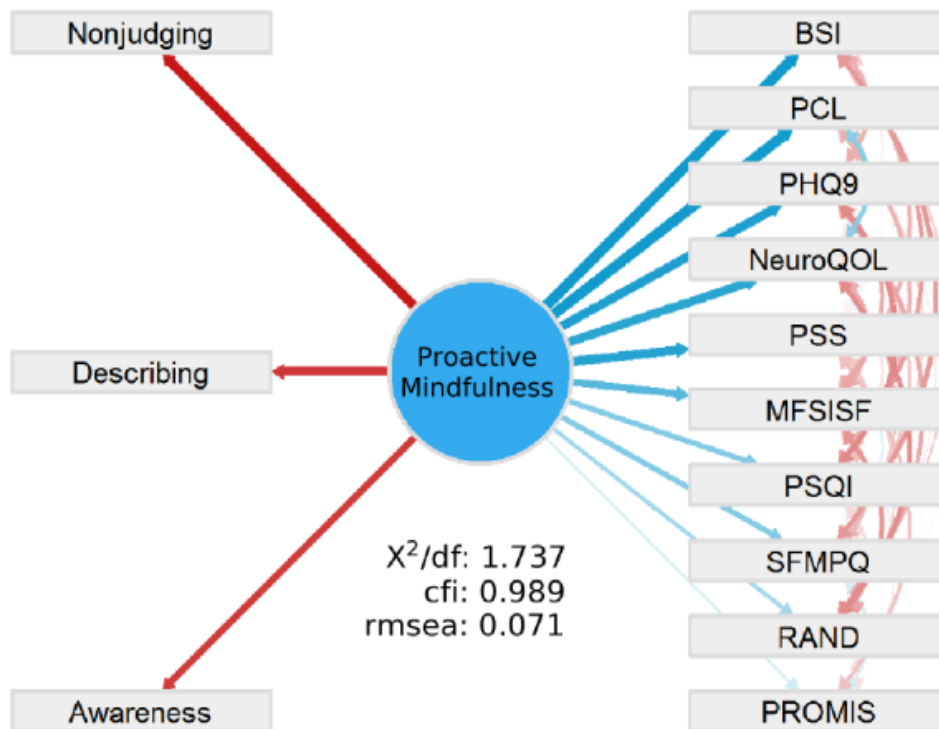 Nonjudging
Describing
Awareness
Proactive
Mindfulness
X²/df: 1.737
cfi: 0.989
rmsea: 0.071
BSI
PCL
PHQ9
NeuroQOL
PSS
MFSISF
PSQI
SFMPQ
RAND
PROMIS